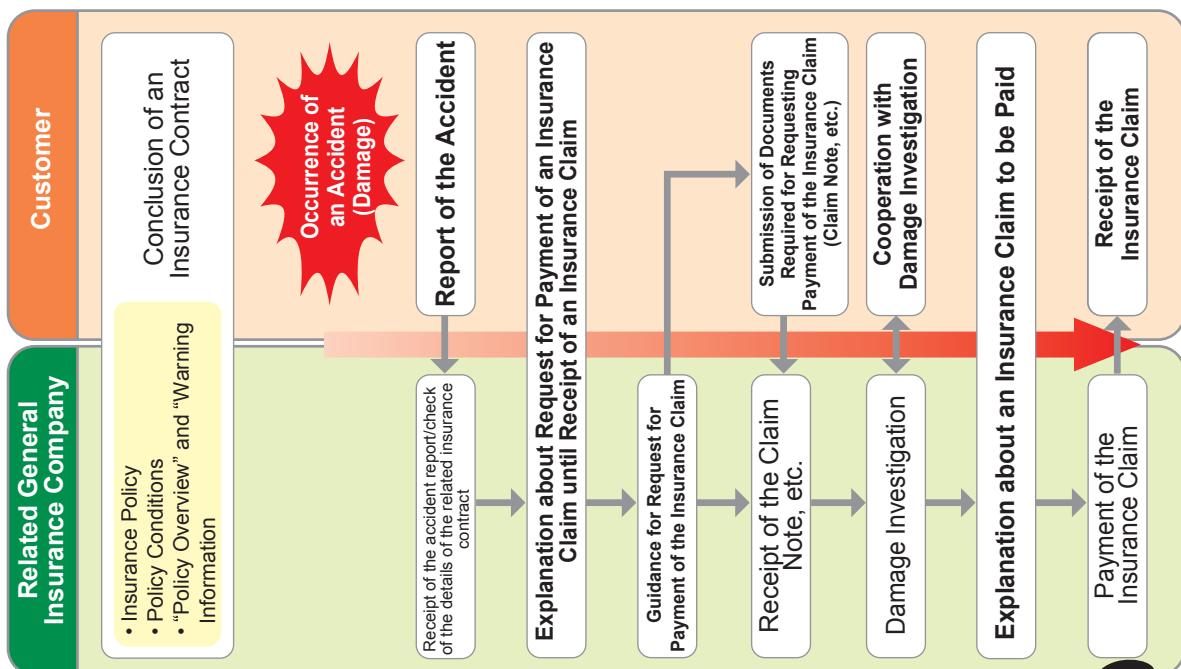 Related General
Insurance Company
Customer
• Insurance Policy
• Policy Conditions
• “Policy Overview” and “Warning
Information
Conclusion of an
Insurance Contract
Occurrence of
an Accident
(Damage)
Report of the Accident
Receipt of the accident report/check
of the details of the related insurance
contract
Explanation about Request for Payment of an Insurance
Claim until Receipt of an Insurance Claim
Guidance for Request for
Payment of the Insurance Claim
Submission of Documents
Required for Requesting
Payment of the Insurance Claim
(Claim Note, etc.)
Receipt of the Claim
Note, etc.
Cooperation with
Damage Investigation
Damage Investigation
Explanation about an Insurance Claim to be Paid
Payment of the
Insurance Claim
Receipt of the
Insurance Claim